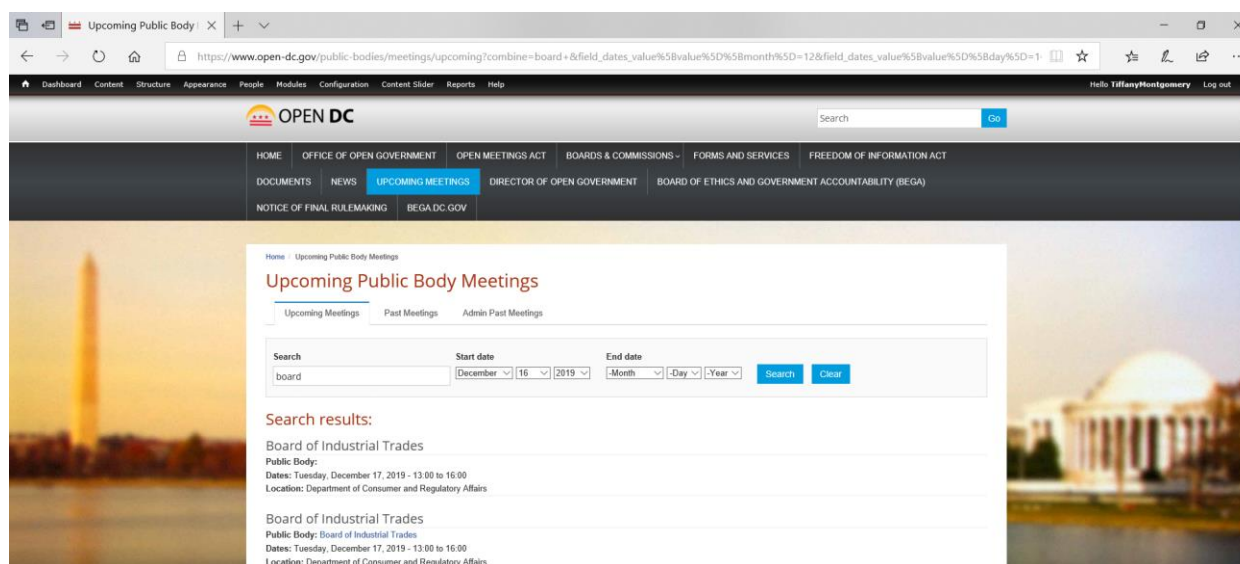 Upcoming Public Body
https://www.open-dc.gov/public-bodies/meetings/upcoming?combine=board+&field_dates_value%5Bvalue%5D%5Bmonth%5D=12&field_dates_value%5Bvalue%5D%5Bday%5D=1
Dashboard Content Structure Appearance People Modules Configuration Content Slider Reports Help Hello TiffanyMontgomery Log out
OPEN DC Search Go
HOME OFFICE OF OPEN GOVERNMENT OPEN MEETINGS ACT BOARDS & COMMISSIONS FORMS AND SERVICES FREEDOM OF INFORMATION ACT
DOCUMENTS NEWS UPCOMING MEETINGS DIRECTOR OF OPEN GOVERNMENT BOARD OF ETHICS AND GOVERNMENT ACCOUNTABILITY (BEGA)
NOTICE OF FINAL RULEMAKING BEGA.DC.GOV
Home Upcoming Public Body Meetings
Upcoming Public Body Meetings
Upcoming Meetings Past Meetings Admin Past Meetings
Search Start date End date
board December 16 2019 -Month -Day -Year Search Clear
Search results:
Board of Industrial Trades
Public Body:
Dates: Tuesday, December 17, 2019 - 13:00 to 16:00
Location: Department of Consumer and Regulatory Affairs
Board of Industrial Trades
Public Body: Board of Industrial Trades
Dates: Tuesday, December 17, 2019 - 13:00 to 16:00
Location: Department of Consumer and Regulatory Affairs